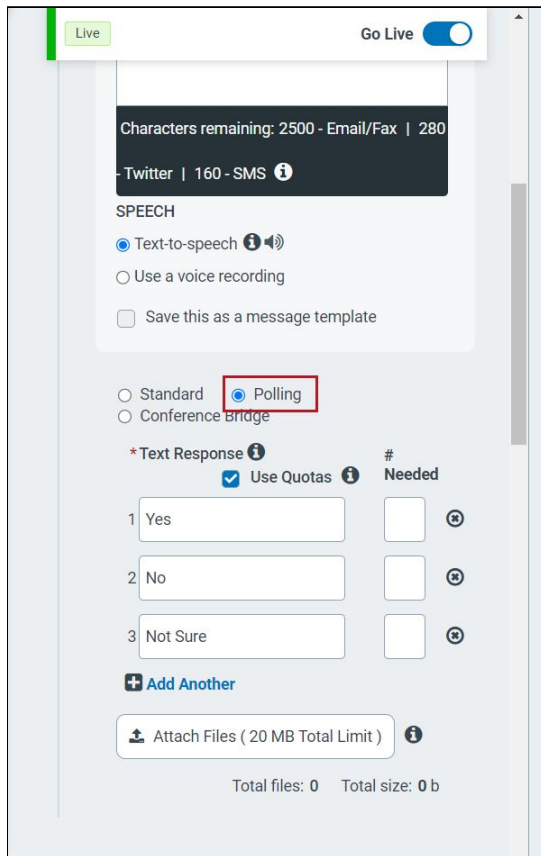 Live
Go Live
Characters remaining: 2500 - Email/Fax | 280
- Twitter | 160 - SMS
SPEECH
Text-to-speech
Use a voice recording
Save this as a message template
Standard
Polling
Conference Bridge
*Text Response
#
Use Quotas
Needed
1 Yes
2 No
3 Not Sure
Add Another
Attach Files ( 20 MB Total Limit )
Total files: 0 Total size: 0 b